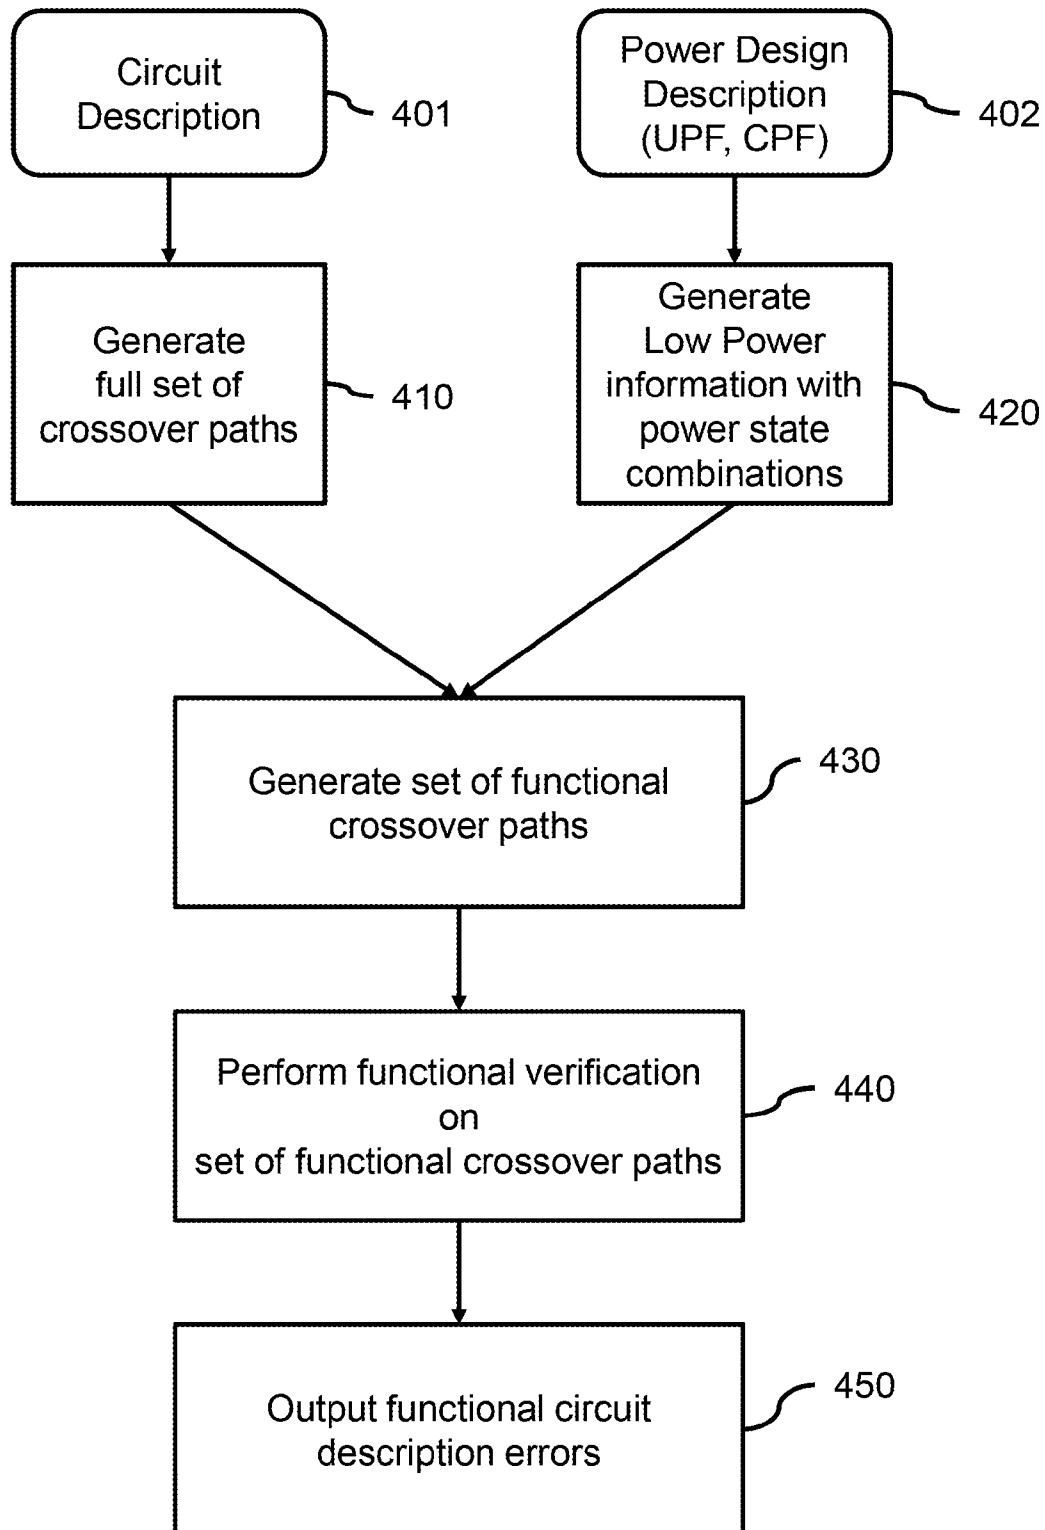 Circuit
Description
401
Power Design
Description
(UPF, CPF)
402
Generate
full set of
crossover paths
410
Generate
Low Power
information with
power state
combinations
420
Generate set of functional
crossover paths
430
Perform functional verification
on
set of functional crossover paths
440
Output functional circuit
description errors
450